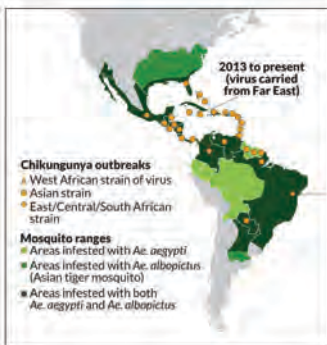 2013 to present
(virus carried
from Far East)
Chikungunya outbreaks
West African strain of virus
Asian strain
East/Central/South African
strain
Mosquito ranges
Areas infested with Ae. aegypti
Areas infested with Ae. albopictus
(Asian tiger mosquito)
Areas infested with both
Ae. aegypti and Ae. albopictus